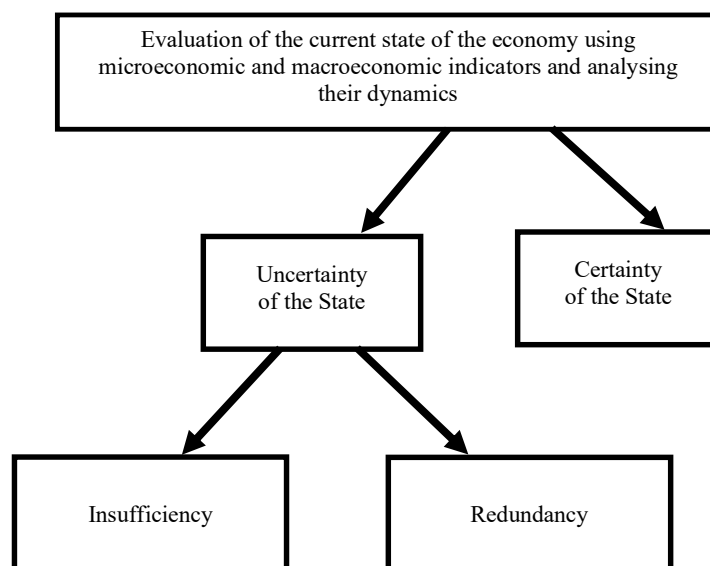 Evaluation of the current state of the economy using
microeconomic and macroeconomic indicators and analysing
their dynamics
Uncertainty
of the State
Certainty
of the State
Insufficiency
Redundancy